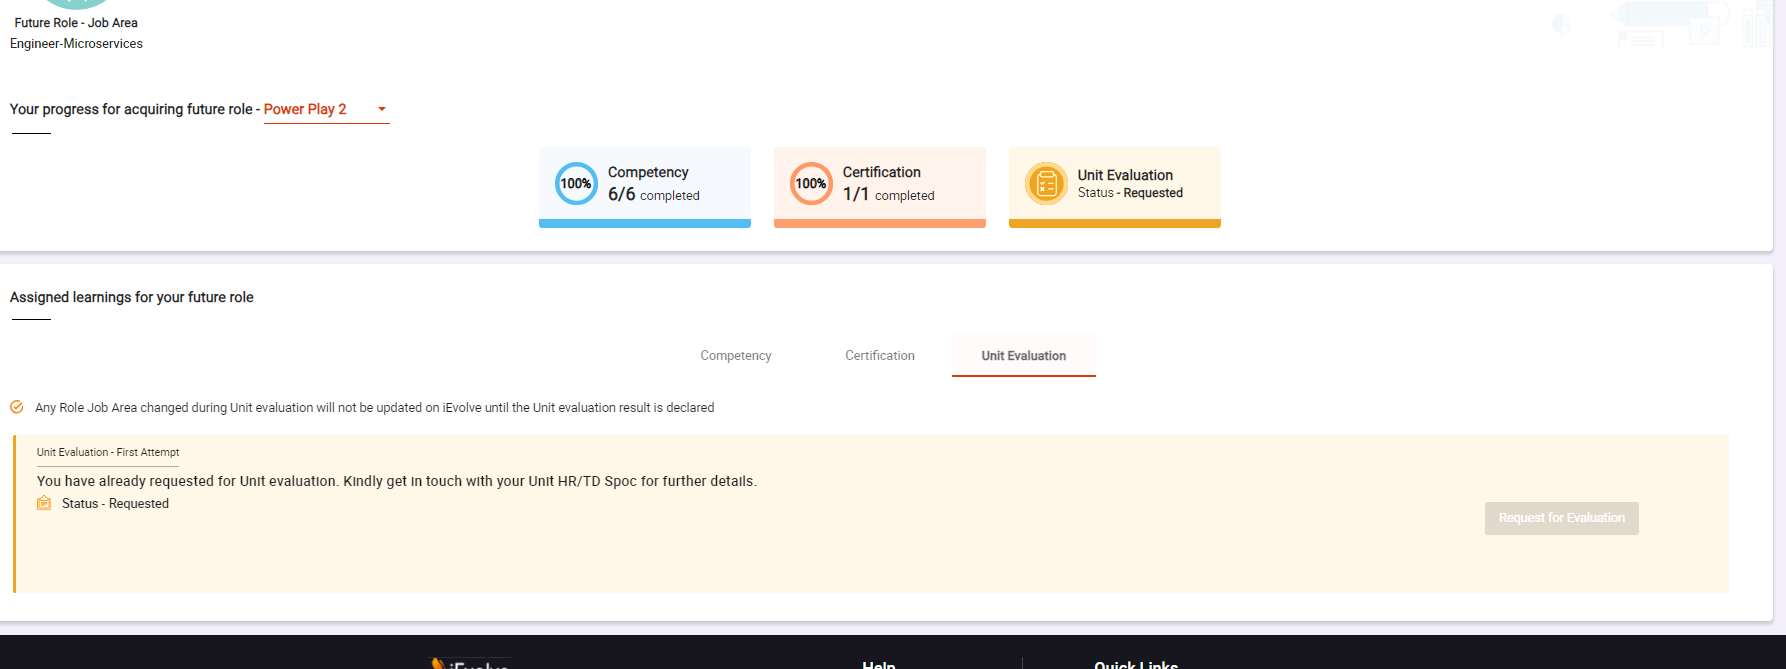 Future Role - Job Area
Engineer-Microservices
Your progress for acquiring future role - Power Play 2
100%
Competency
6/6 completed
100%
Certification
1/1 completed
Unit Evaluation
Status - Requested
Assigned learnings for your future role
Competency
Certification
Unit Evaluation
Any Role Job Area changed during Unit evaluation will not be updated on iEvolve until the Unit evaluation result is declared
Unit Evaluation - First Attempt
You have already requested for Unit evaluation. Kindly get in touch with your Unit HR/TD Spoc for further details.
Status - Requested
Request for Evaluation
iEvolve
Help
Quick Links